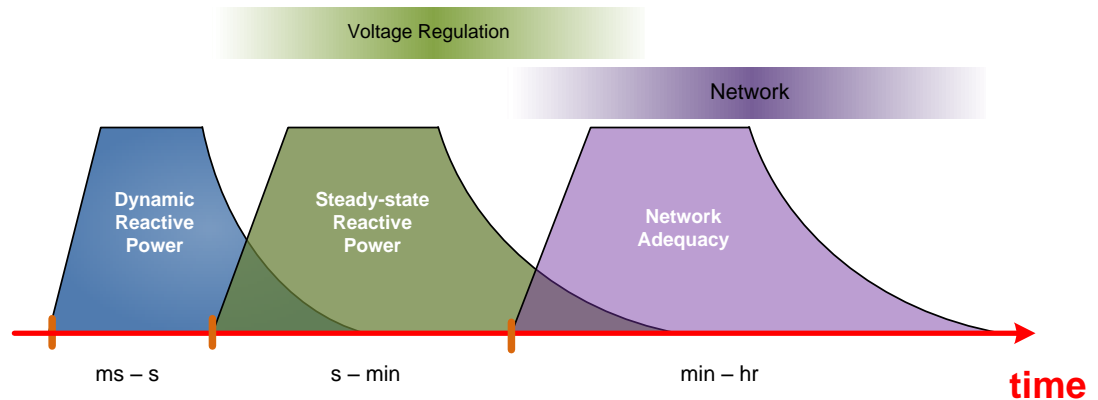 Voltage Regulation
Network
Dynamic
Reactive
Power
Steady-state
Reactive
Power
Network
Adequacy
ms – s
s – min
min – hr
time